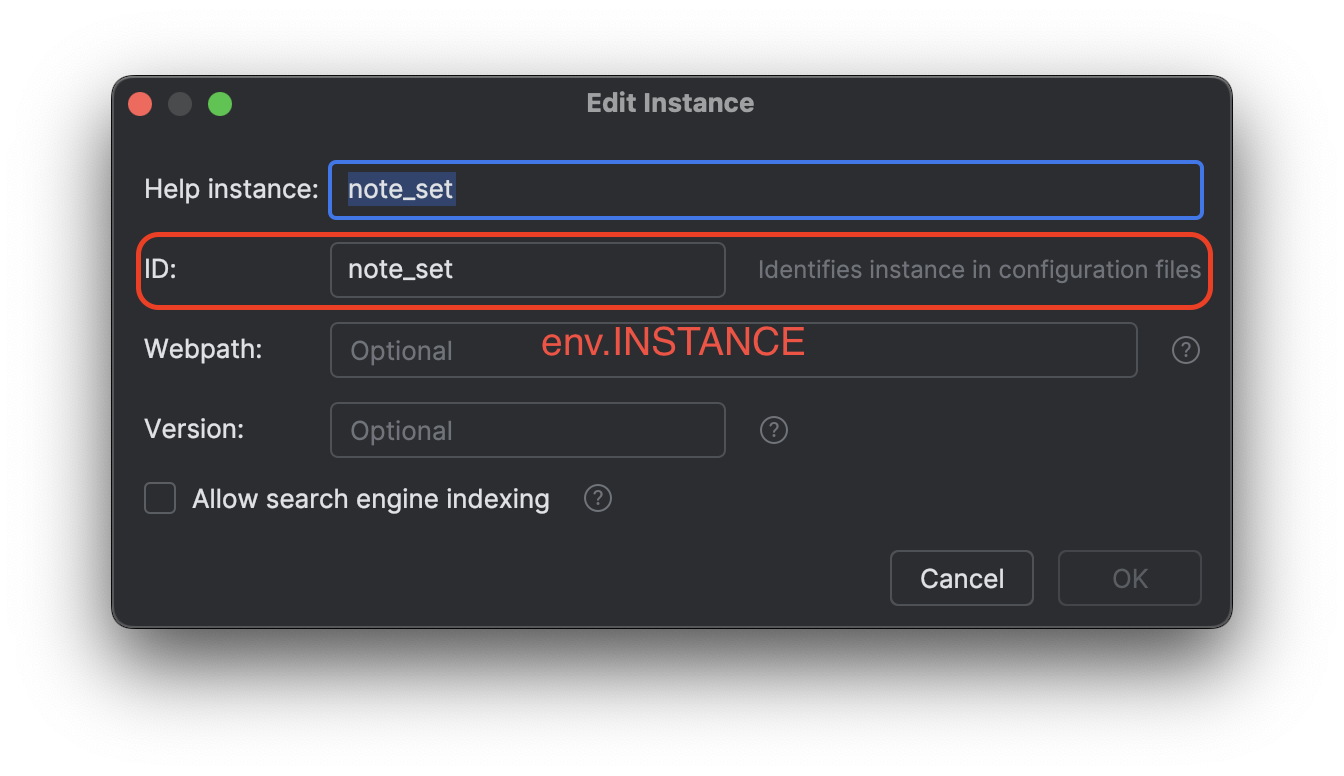 Edit Instance
Help instance: note_set
ID: note_set Identifies instance in configuration files
env.INSTANCE
Webpath: Optional ?
Version: Optional ?
Allow search engine indexing ?
Cancel OK